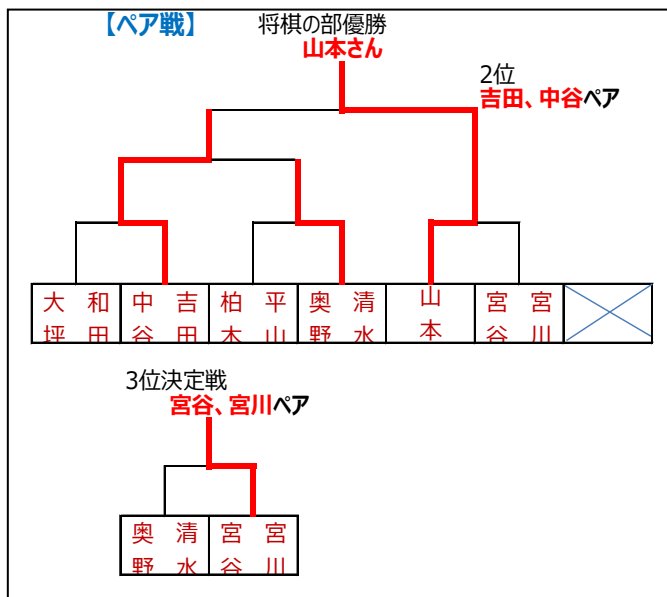 【ペア戦】
将棋の部優勝
山本さん
2位
吉田、中谷ペア
大坪 和田 中谷 吉田 柏木 平山 奥野 清水 山本 宮谷 宮川
3位決定戦
宮谷、宮川ペア
奥野 清水 宮谷 宮川